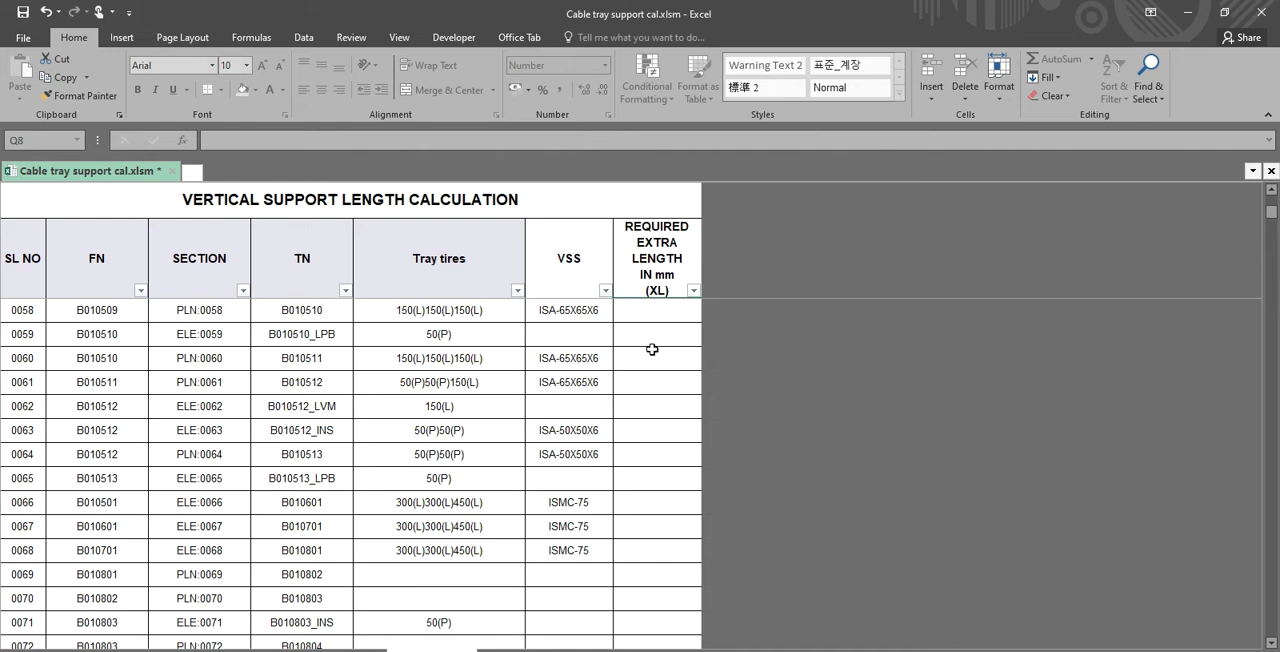 Cable tray support cal.xlsm - Excel
File Home Insert Page Layout Formulas Data Review View Developer Office Tab Tell me what you want to do... Share
Paste Cut Copy Format Painter Clipboard
Arial 10 A A B I U A Font
Wrap Text Merge & Center Alignment
Number % , Number
Conditional Formatting Format as Table Warning Text 2 표준_계장 標準 2 Normal Styles
Insert Delete Format Cells
AutoSum Fill Clear Sort & Filter Find & Select Editing
Q8 fx
Cable tray support cal.xlsm *
VERTICAL SUPPORT LENGTH CALCULATION
SL NO FN SECTION TN Tray tires VSS REQUIRED EXTRA LENGTH IN mm (XL)
0058 B010509 PLN:0058 B010510 150(L)150(L)150(L) ISA-65X65X6
0059 B010510 ELE:0059 B010510_LPB 50(P)
0060 B010510 PLN:0060 B010511 150(L)150(L)150(L) ISA-65X65X6
0061 B010511 PLN:0061 B010512 50(P)50(P)150(L) ISA-65X65X6
0062 B010512 ELE:0062 B010512_LVM 150(L)
0063 B010512 ELE:0063 B010512_INS 50(P)50(P) ISA-50X50X6
0064 B010512 PLN:0064 B010513 50(P)50(P) ISA-50X50X6
0065 B010513 ELE:0065 B010513_LPB 50(P)
0066 B010501 ELE:0066 B010601 300(L)300(L)450(L) ISMC-75
0067 B010601 ELE:0067 B010701 300(L)300(L)450(L) ISMC-75
0068 B010701 ELE:0068 B010801 300(L)300(L)450(L) ISMC-75
0069 B010801 PLN:0069 B010802
0070 B010802 PLN:0070 B010803
0071 B010803 ELE:0071 B010803_INS 50(P)
0072 B010803 PLN:0072 B010804